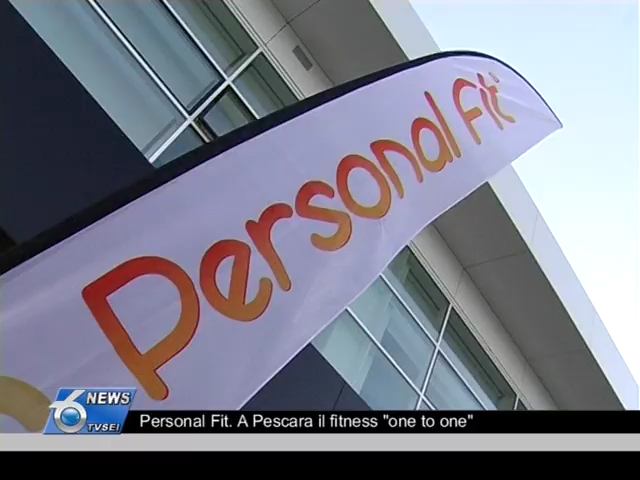 Personal Fit
6 NEWS
TVSEI
Personal Fit. A Pescara il fitness "one to one"